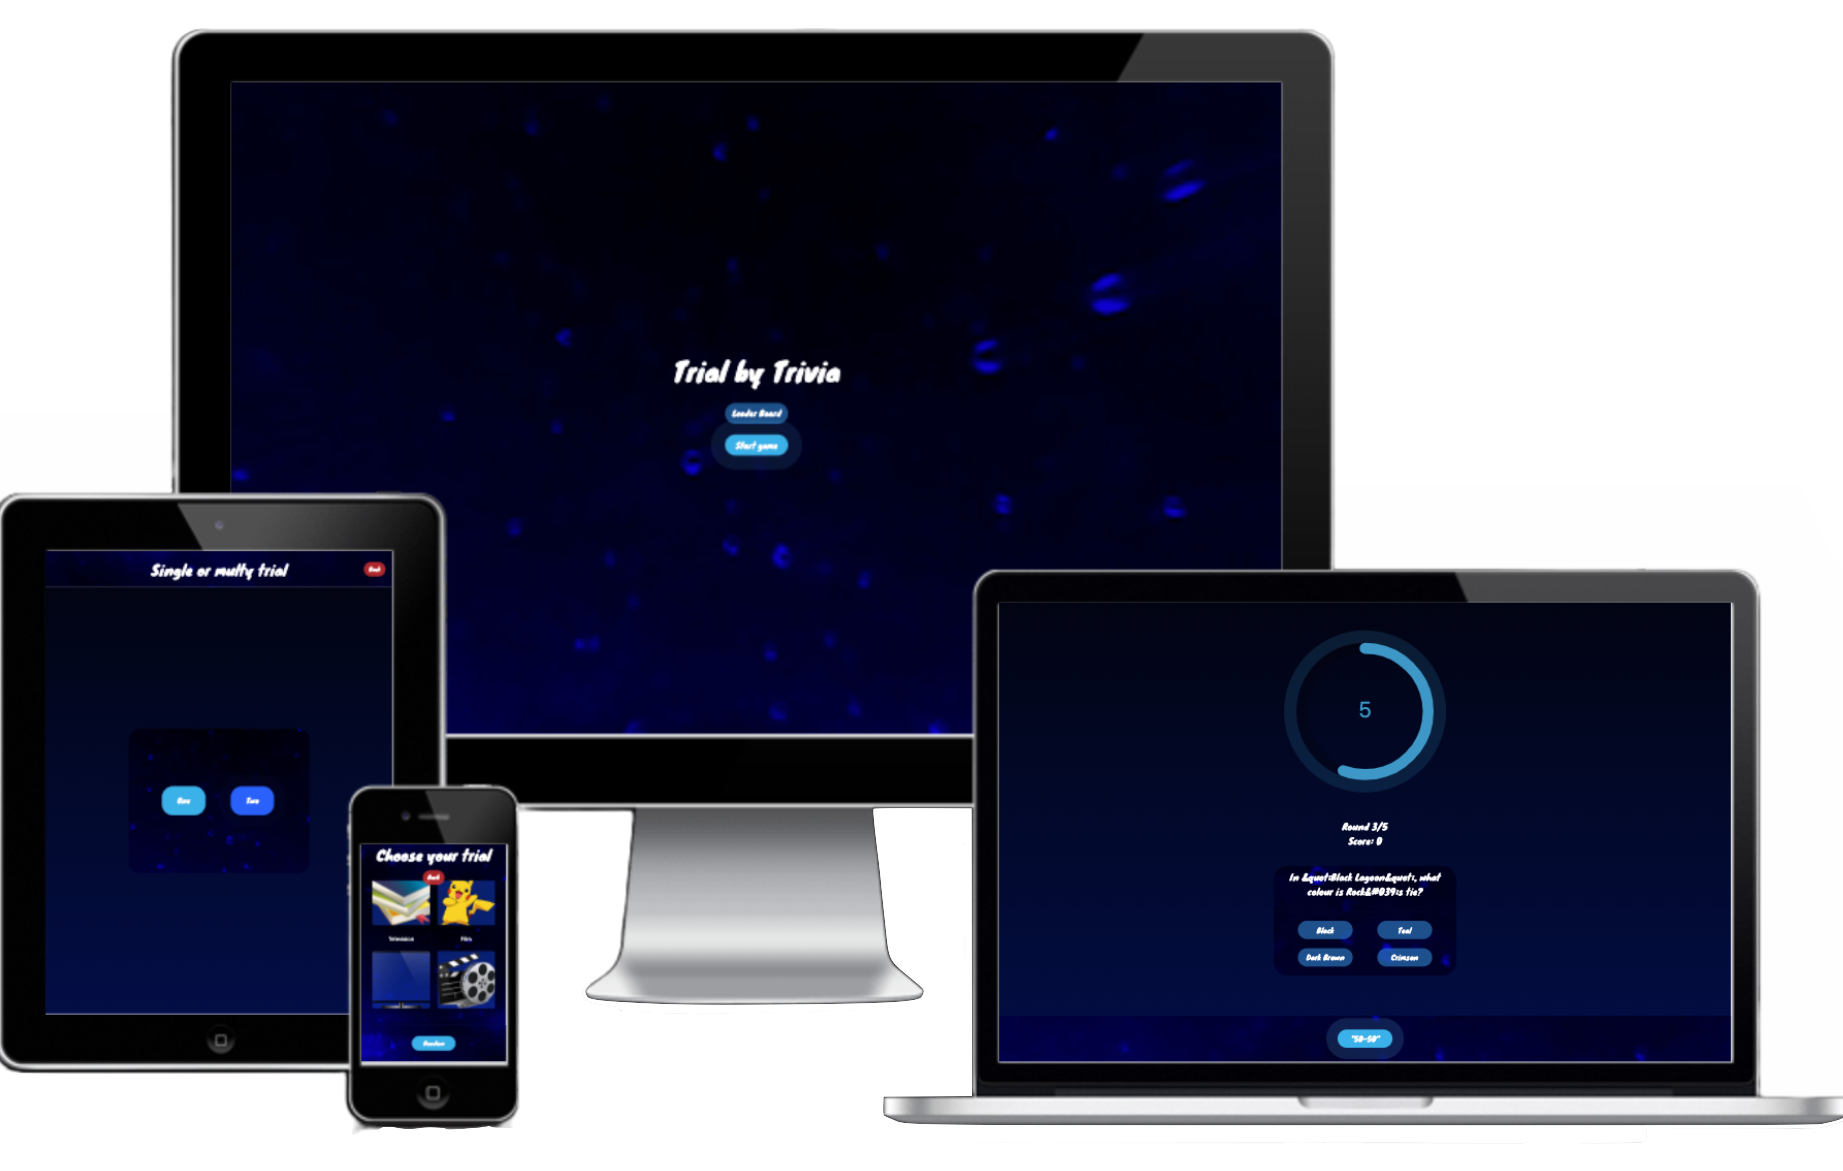 Trial by Trivia
Leader Board
Start game
Single or multy trial
Back
One
Two
Choose your trial
Back
Television
Film
Random
5
Round 3/5
Score: 0
In &quot;Black Lagoon&quot;, what
colour is Rock&#039;s tie?
Black
Teal
Dark Brown
Crimson
"50-50"